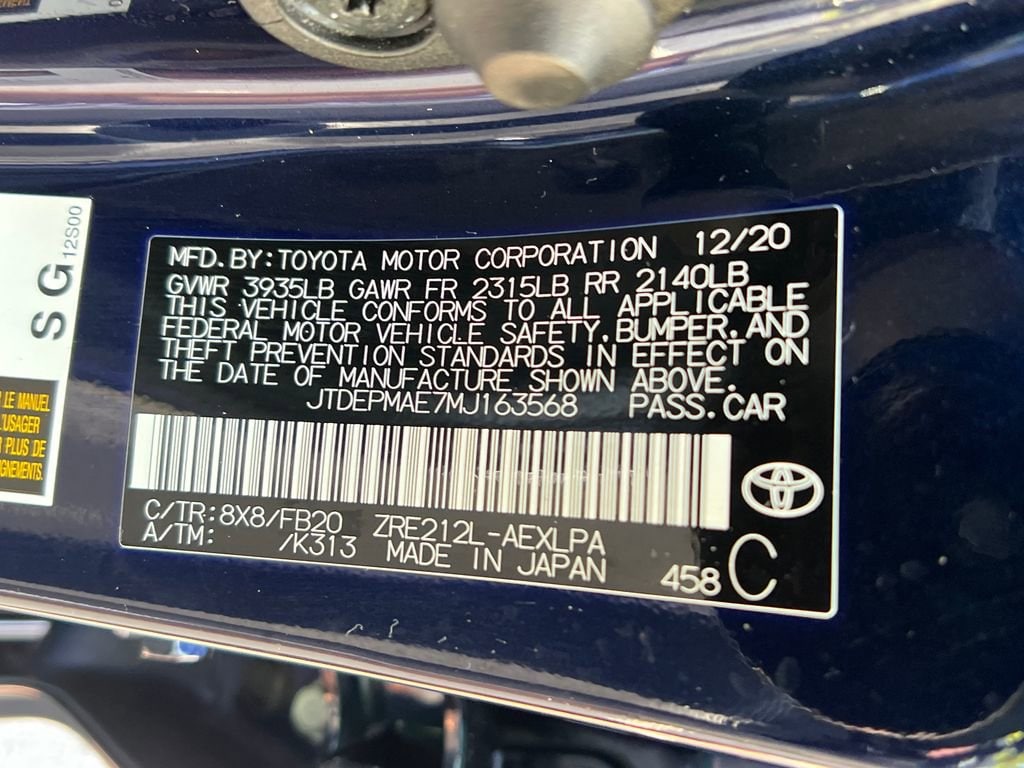 MFD.BY:TOYOTA MOTOR CORPORATION 12/20
GVWR 3935LB GAWR FR 2315LB RR 2140LB
THIS VEHICLE CONFORMS TO ALL APPLICABLE
FEDERAL MOTOR VEHICLE SAFETY,BUMPER,AND
THEFT PREVENTION STANDARDS IN EFFECT ON
THE DATE OF MANUFACTURE SHOWN ABOVE.
JTDEPMAE7MJ163568 PASS.CAR
C/TR:8X8/FB20 ZRE212L-AEXLPA
A/TM: /K313 MADE IN JAPAN
458 C
SG
12S00
LE MANUEL
L'USAGER
PLUS DE